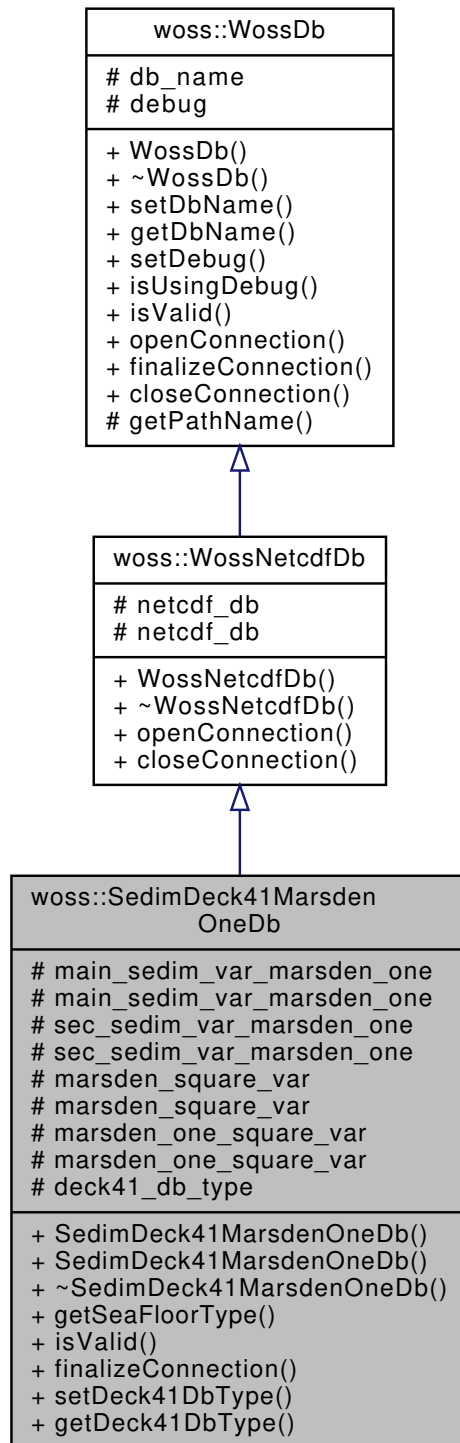 woss::WossDb
# db_name
# debug
+ WossDb()
+ ~WossDb()
+ setDbName()
+ getDbName()
+ setDebug()
+ isUsingDebug()
+ isValid()
+ openConnection()
+ finalizeConnection()
+ closeConnection()
# getPathName()
woss::WossNetcdfDb
# netcdf_db
# netcdf_db
+ WossNetcdfDb()
+ ~WossNetcdfDb()
+ openConnection()
+ closeConnection()
woss::SedimDeck41Marsden
OneDb
# main_sedim_var_marsden_one
# main_sedim_var_marsden_one
# sec_sedim_var_marsden_one
# sec_sedim_var_marsden_one
# marsden_square_var
# marsden_square_var
# marsden_one_square_var
# marsden_one_square_var
# deck41_db_type
+ SedimDeck41MarsdenOneDb()
+ SedimDeck41MarsdenOneDb()
+ ~SedimDeck41MarsdenOneDb()
+ getSeaFloorType()
+ isValid()
+ finalizeConnection()
+ setDeck41DbType()
+ getDeck41DbType()